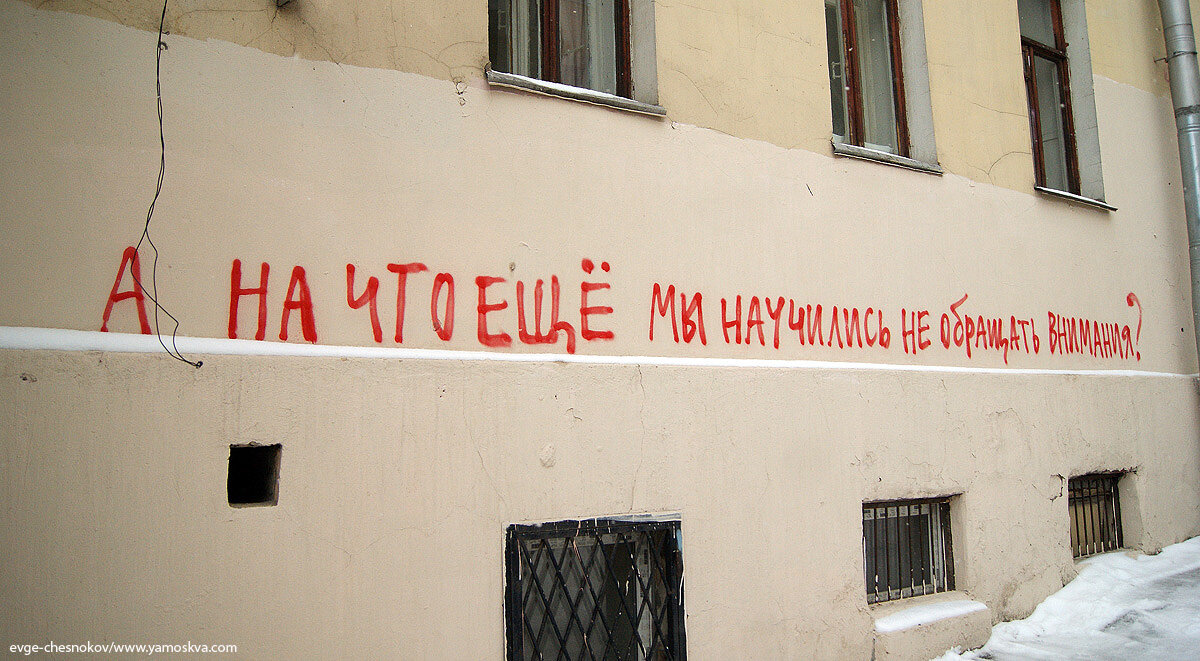 А НА ЧТО ЕЩЁ МЫ НАУЧИЛИСЬ НЕ ОБРАЩАТЬ ВНИМАНИЯ?
evge-chesnokov/www.yamoskva.com